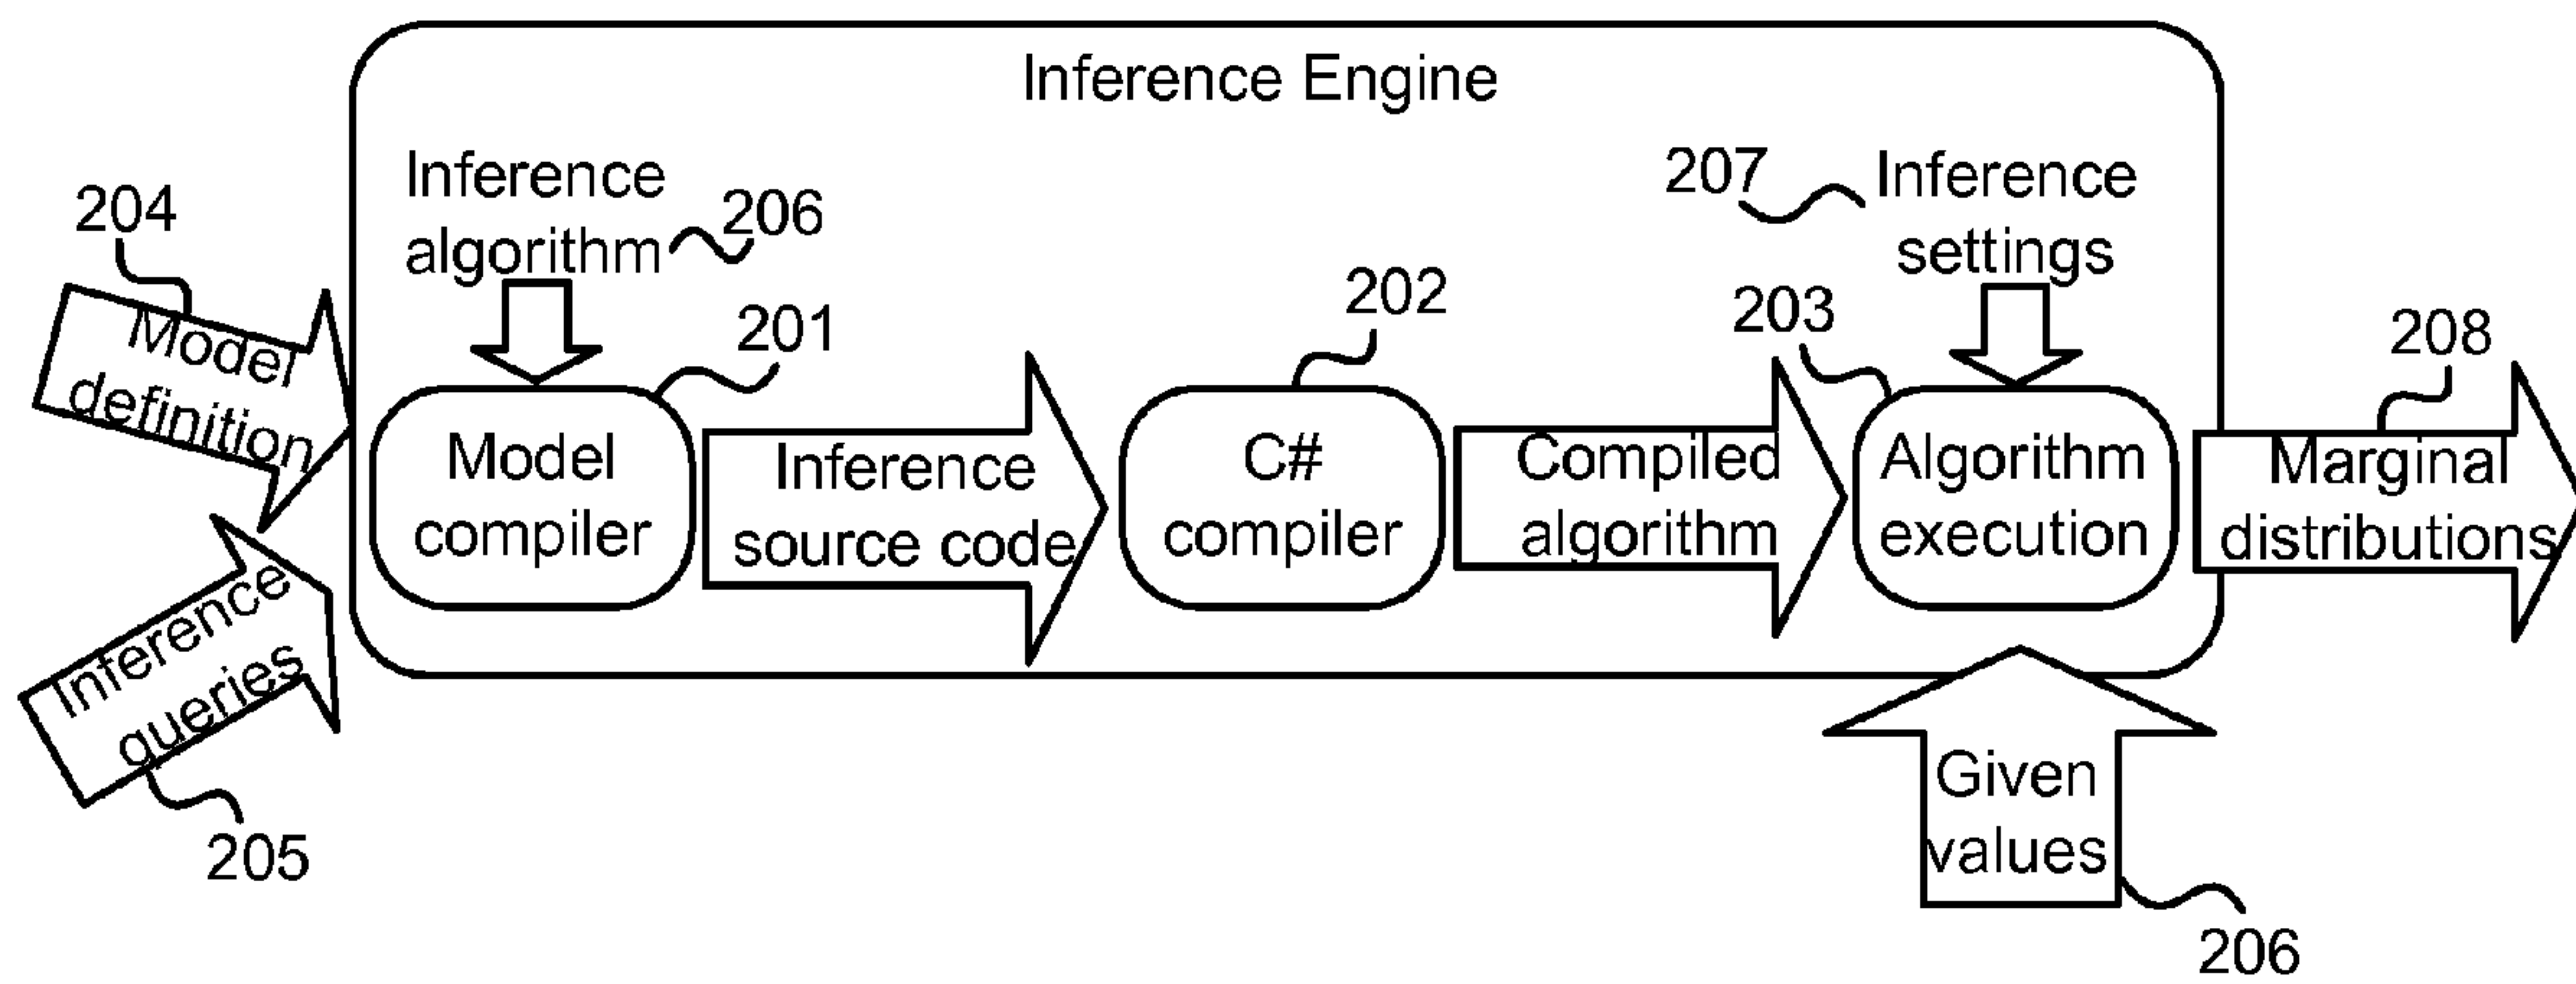 Inference Engine
Inference
algorithm
206
207
Inference
settings
204
201
202
203
208
Model
definition
Model
compiler
Inference
source code
C#
compiler
Compiled
algorithm
Algorithm
execution
Marginal
distributions
Inference
queries
205
Given
values
206